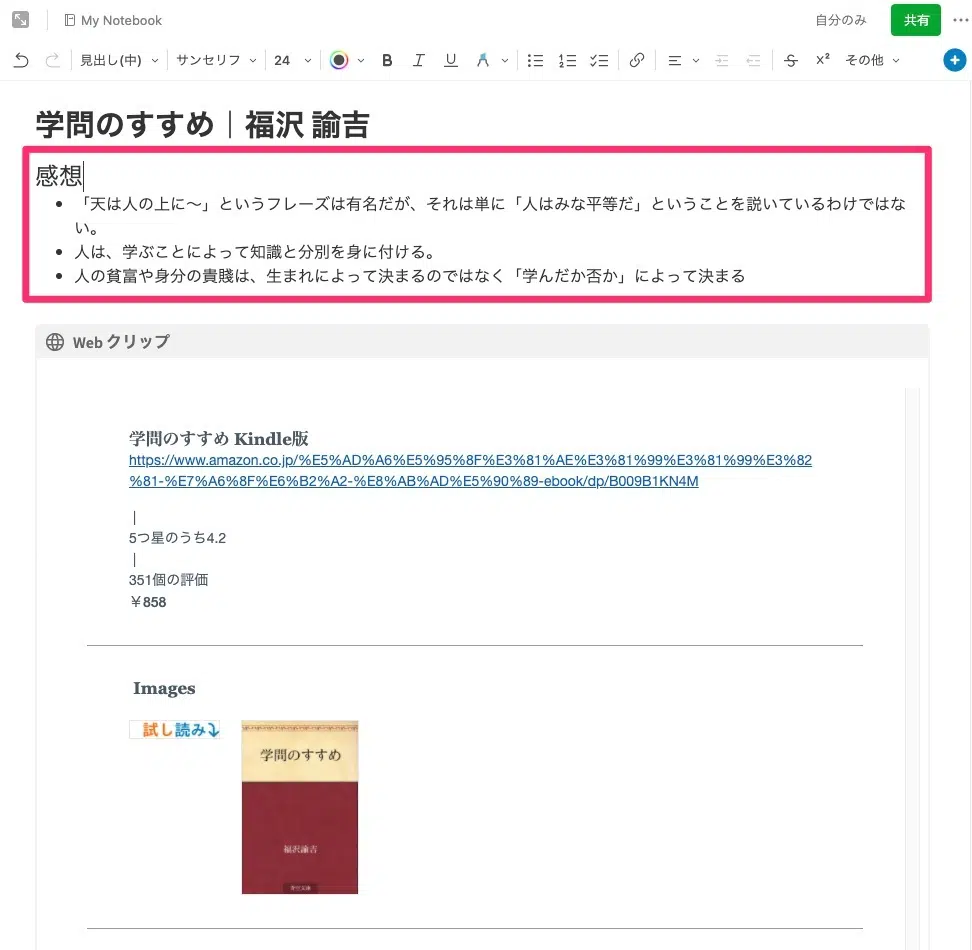 My Notebook
自分のみ
共有
見出し(中)
サンセリフ
24
B I U A
その他
学問のすすめ｜福沢 諭吉
感想
• 「天は人の上に〜」というフレーズは有名だが、それは単に「人はみな平等だ」ということを説いているわけではな
い。
• 人は、学ぶことによって知識と分別を身に付ける。
• 人の貧富や身分の貴賤は、生まれによって決まるのではなく「学んだか否か」によって決まる
Web クリップ
学問のすすめ Kindle版
https://www.amazon.co.jp/%E5%AD%A6%E5%95%8F%E3%81%AE%E3%81%99%E3%81%99%E3%82
%81-%E7%A6%8F%E6%B2%A2-%E8%AB%AD%E5%90%89-ebook/dp/B009B1KN4M
|
5つ星のうち4.2
|
351個の評価
￥858
Images
試し読み
学問のすすめ
福沢諭吉
青空文庫